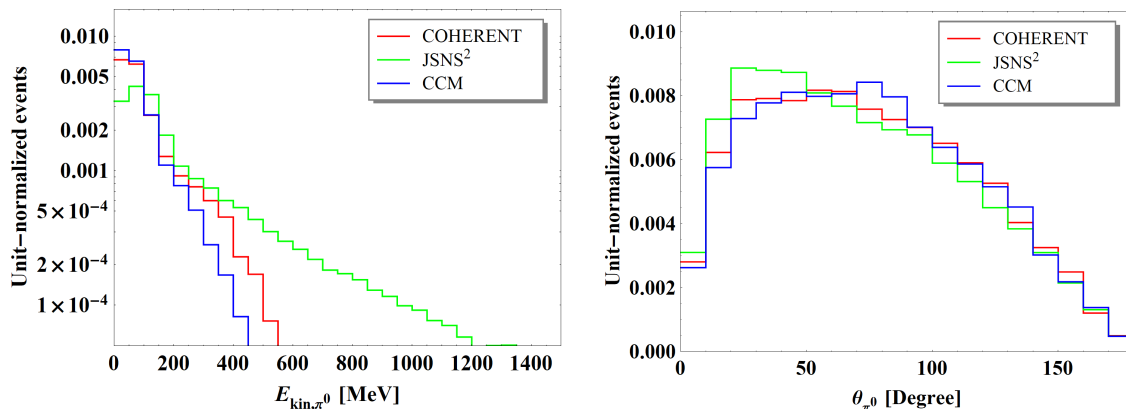 COHERENT
JSNS²
CCM
Unit−normalized events
0.010
0.005
0.002
0.001
5×10⁻⁴
2×10⁻⁴
1×10⁻⁴
0 200 400 600 800 1000 1200 1400
E_kin,π⁰ [MeV]
COHERENT
JSNS²
CCM
Unit−normalized events
0.010
0.008
0.006
0.004
0.002
0.000
0 50 100 150
θ_π⁰ [Degree]